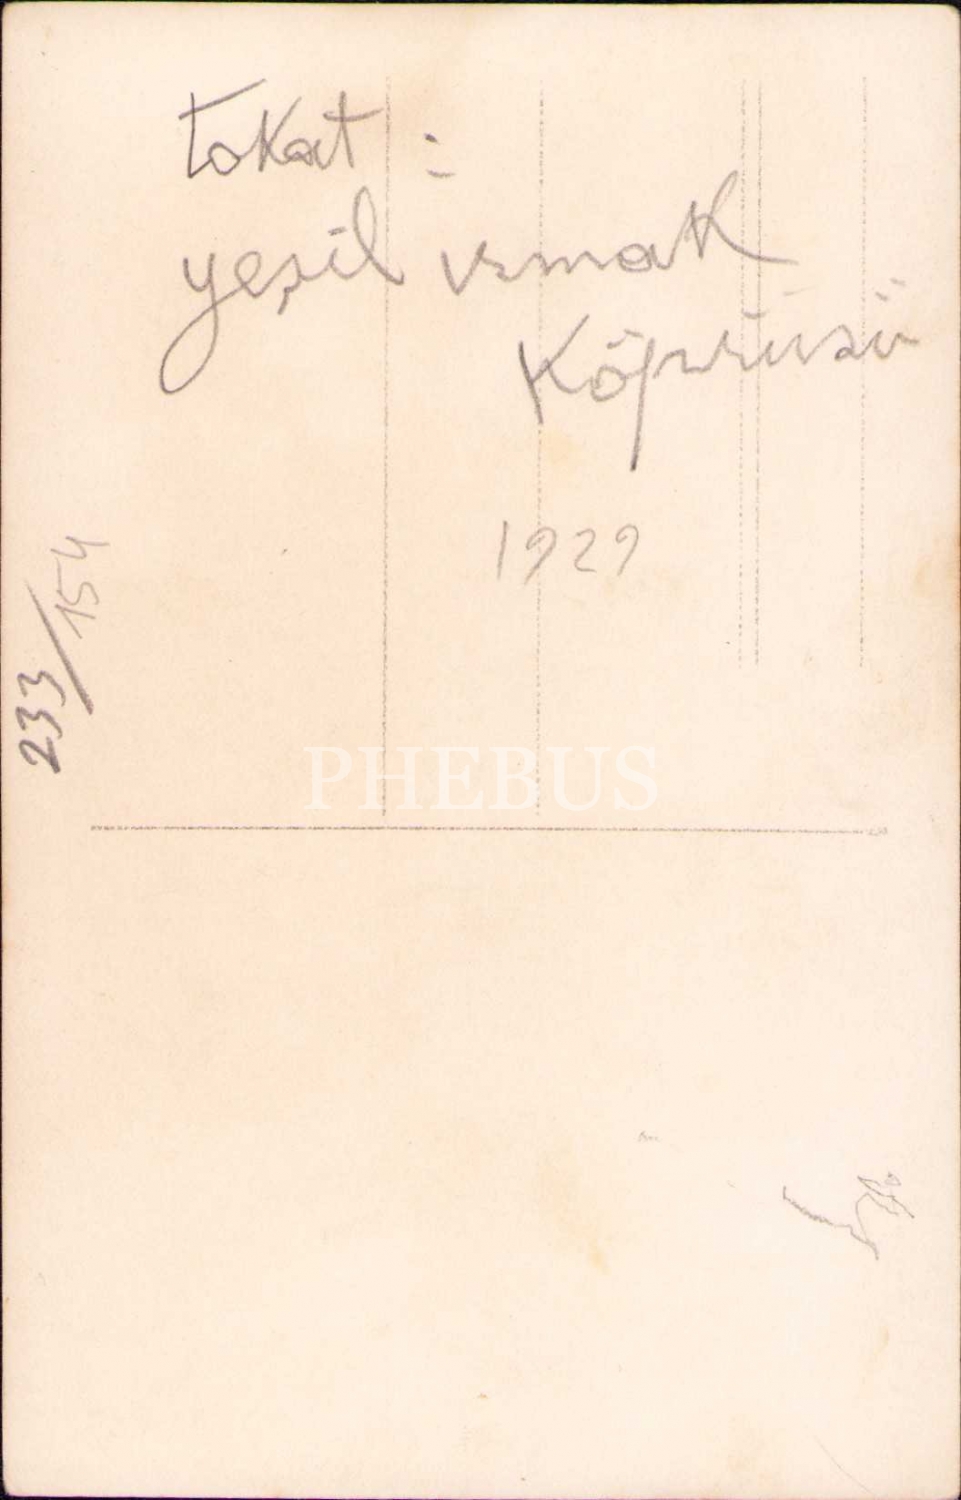 tokat :
yeşil ırmak
Köprüsü
1929
233/154
PHEBUS